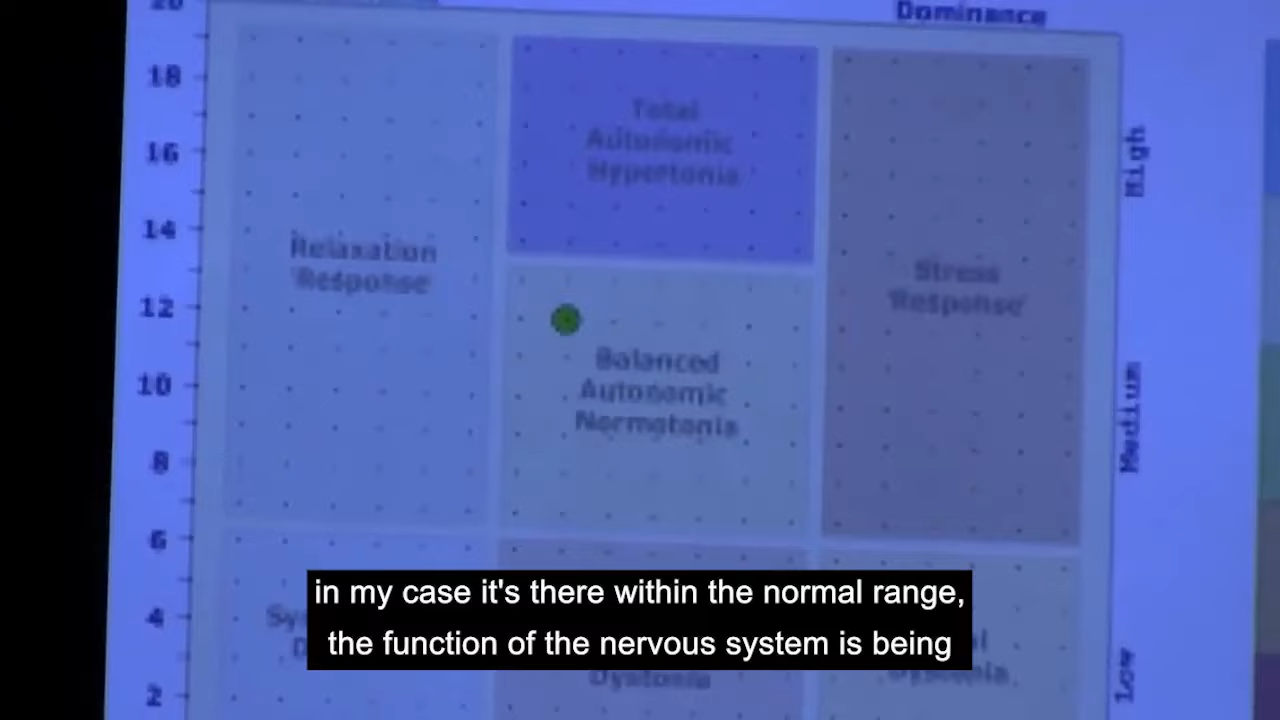 20
Dominance
18
16
14
12
10
8
6
4
2
Total
Autonomic
Hypertonia
Relaxation
Response
Stress
Response
Balanced
Autonomic
Normotonia
High
Medium
Low
Dystonia
in my case it's there within the normal range,
the function of the nervous system is being